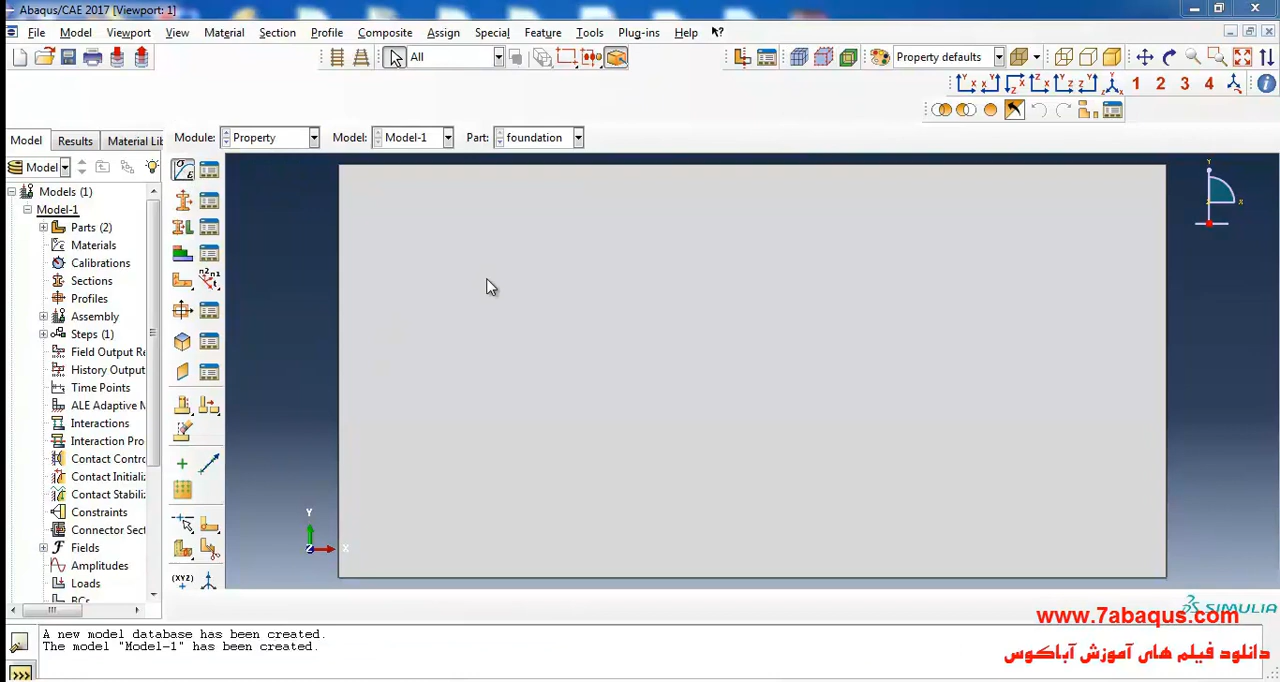 Abaqus/CAE 2017 [Viewport: 1]
File Model Viewport View Material Section Profile Composite Assign Special Feature Tools Plug-ins Help
All
Property defaults
1 2 3 4
Model Results Material Lib
Module: Property Model: Model-1 Part: foundation
Model
Models (1)
Model-1
Parts (2)
Materials
Calibrations
Sections
Profiles
Assembly
Steps (1)
Field Output Re
History Output
Time Points
ALE Adaptive M
Interactions
Interaction Pro
Contact Contr
Contact Initiali
Contact Stabili
Constraints
Connector Sect
Fields
Amplitudes
Loads
BCs
n2 n1
t
(XYZ)
Y
X
Z
Y
X
SIMULIA
www.7abaqus.com
دانلود فیلم های آموزش آباکوس
A new model database has been created.
The model "Model-1" has been created.
>>>